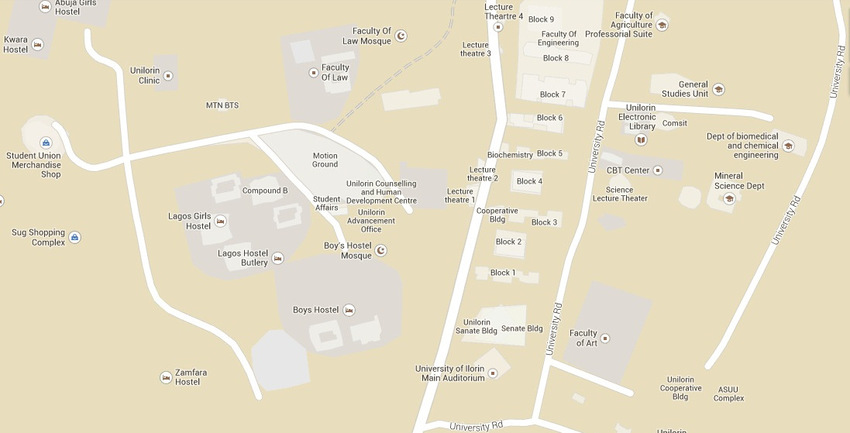 Abuja Girls
Hostel
Kwara
Hostel
Unilorin
Clinic
MTN BTS
Student Union
Merchandise
Shop
Sug Shopping
Complex
Faculty Of
Law Mosque
Faculty
Of Law
Motion
Ground
Compound B
Lagos Girls
Hostel
Lagos Hostel
Butlery
Student
Affairs
Unilorin Counselling
and Human
Development Centre
Unilorin
Advancement
Office
Boy's Hostel
Mosque
Boys Hostel
Zamfara
Hostel
Lecture
Theartre 4
Lecture
theatre 3
Block 9
Faculty Of
Engineering
Block 8
Block 7
Block 6
Biochemistry
Block 5
Lecture
theatre 2
Block 4
Lecture
theatre 1
Cooperative
Bldg
Block 3
Block 2
Block 1
Unilorin
Sanate Bldg
Senate Bldg
University of Ilorin
Main Auditorium
University Rd
University Rd
University Rd
Faculty of
Agriculture
Professorial Suite
General
Studies Unit
Unilorin
Electronic
Library
Comsit
Dept of biomedical
and chemical
engineering
CBT Center
Mineral
Science Dept
Science
Lecture Theater
University Rd
University Rd
Faculty
of Art
Unilorin
Cooperative
Bldg
ASUU
Complex
Unilorin